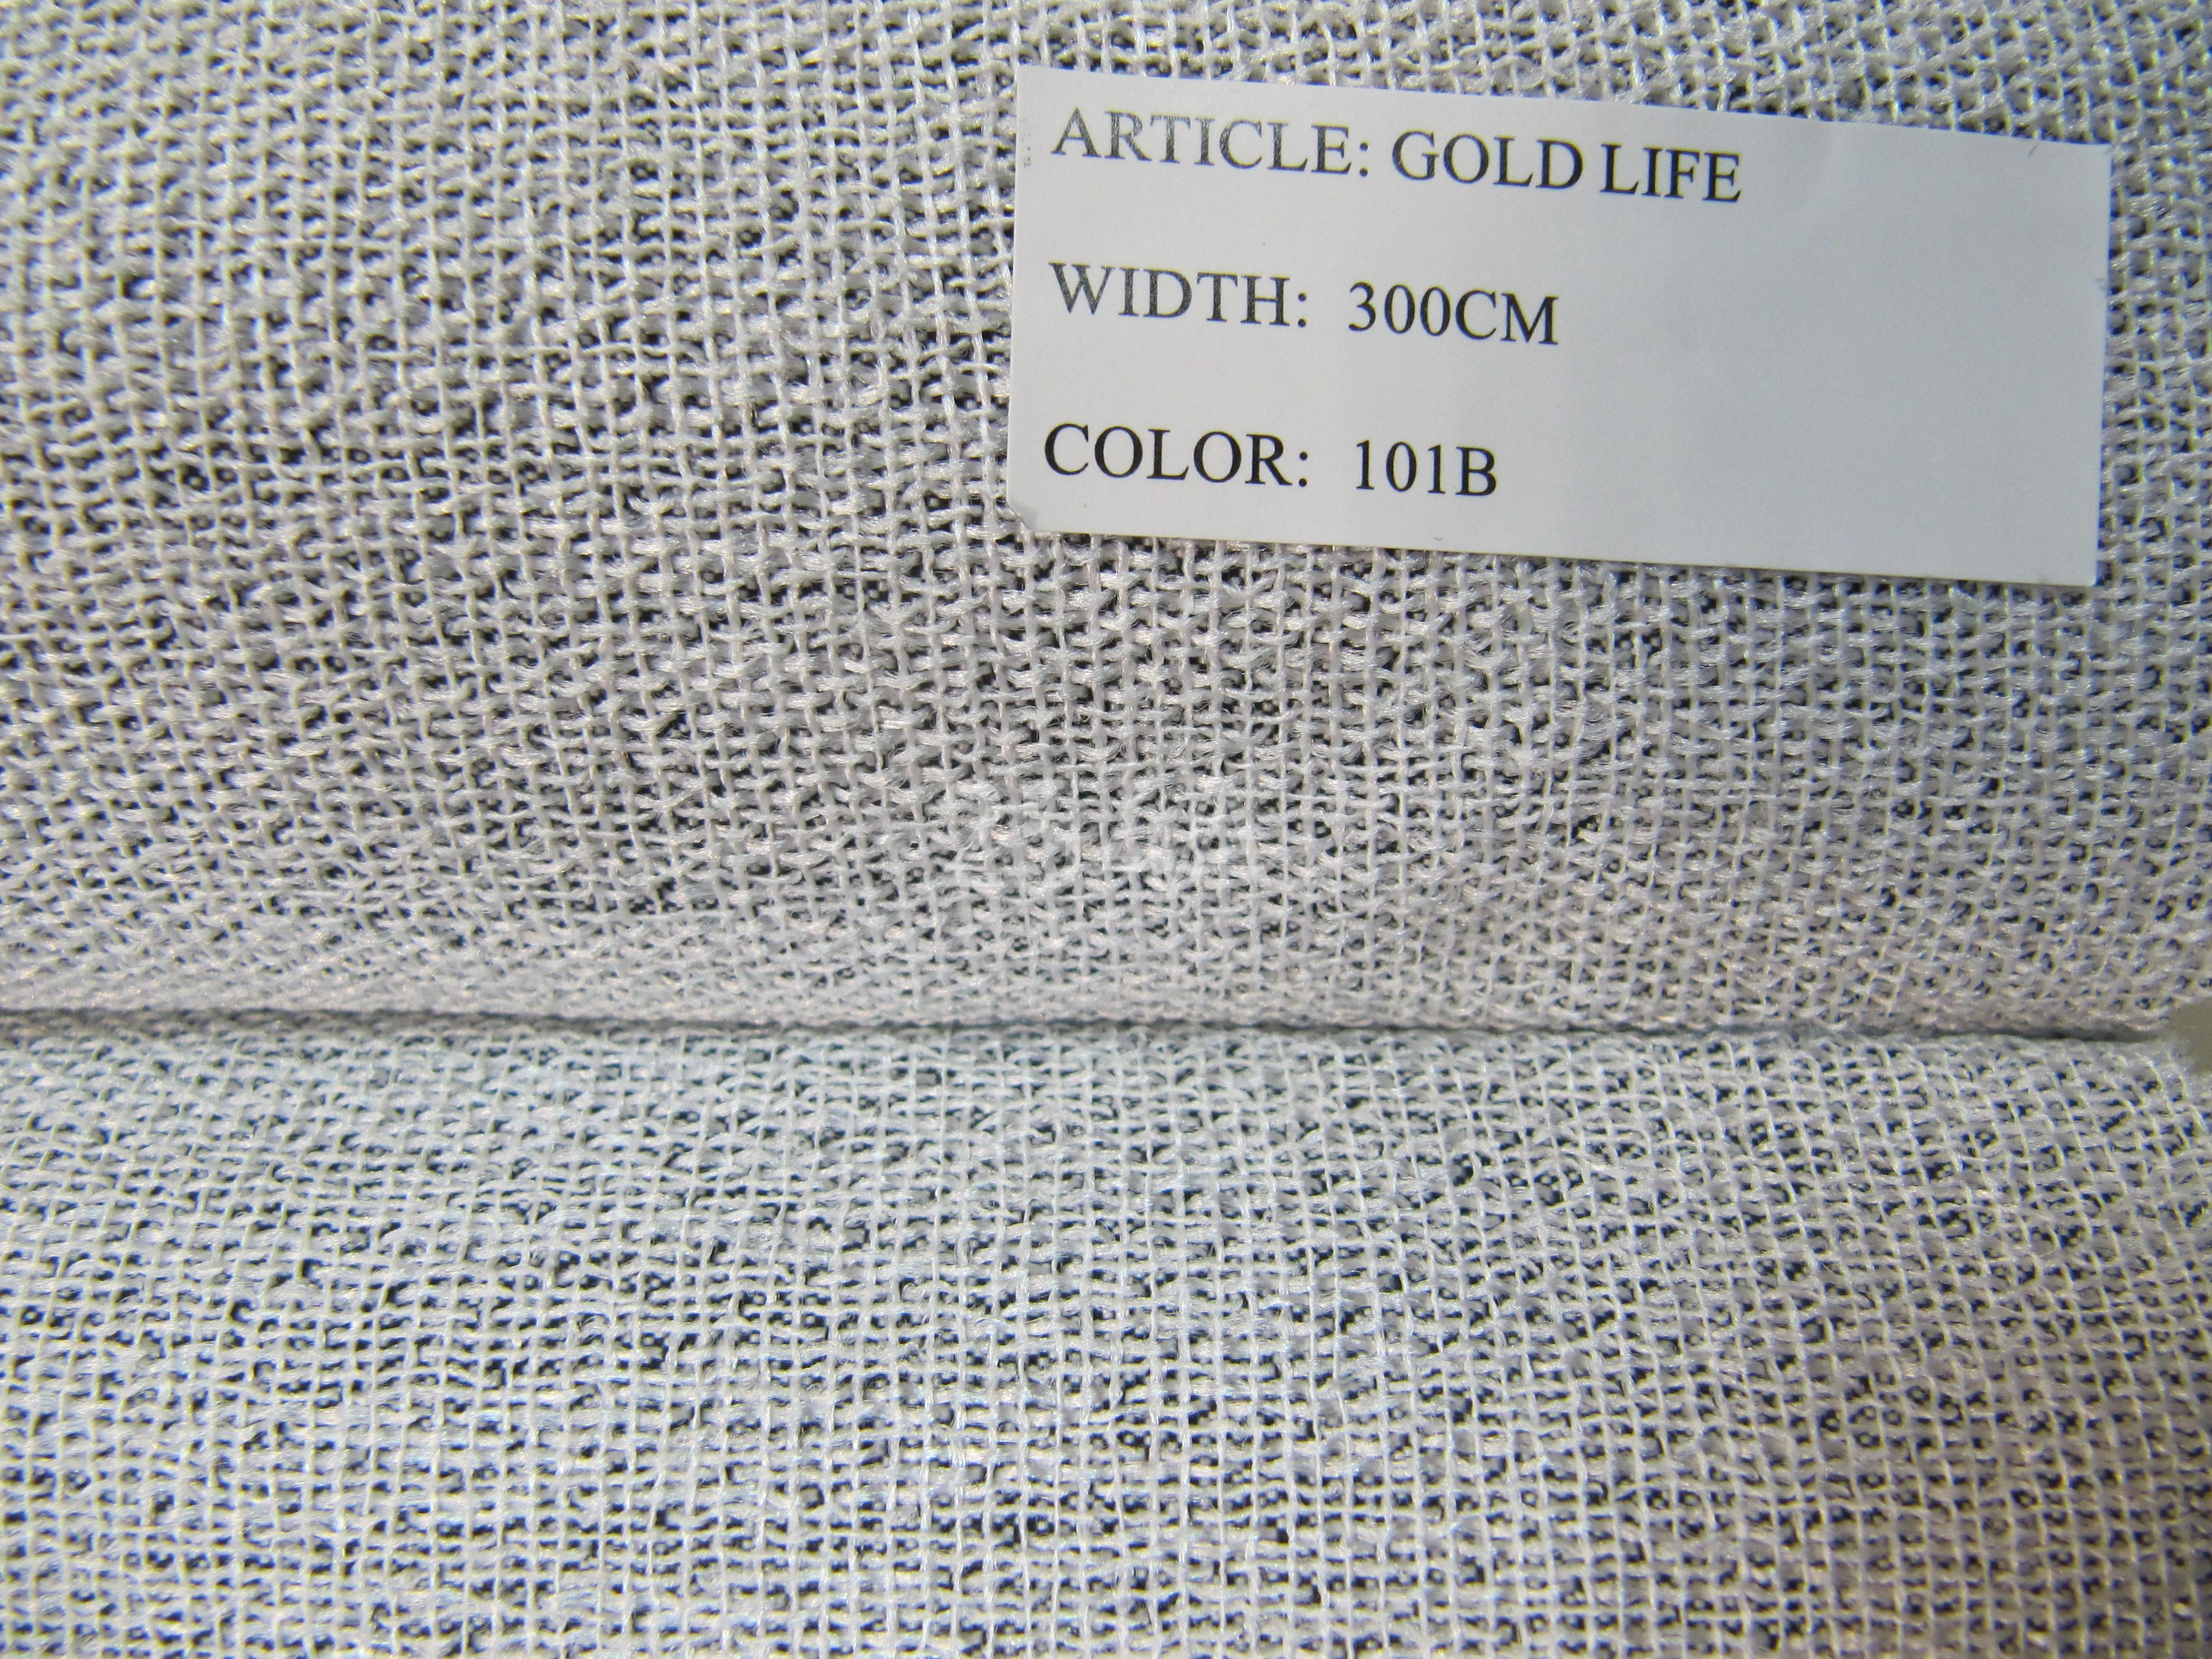 ARTICLE: GOLD LIFE
WIDTH: 300CM
COLOR: 101B